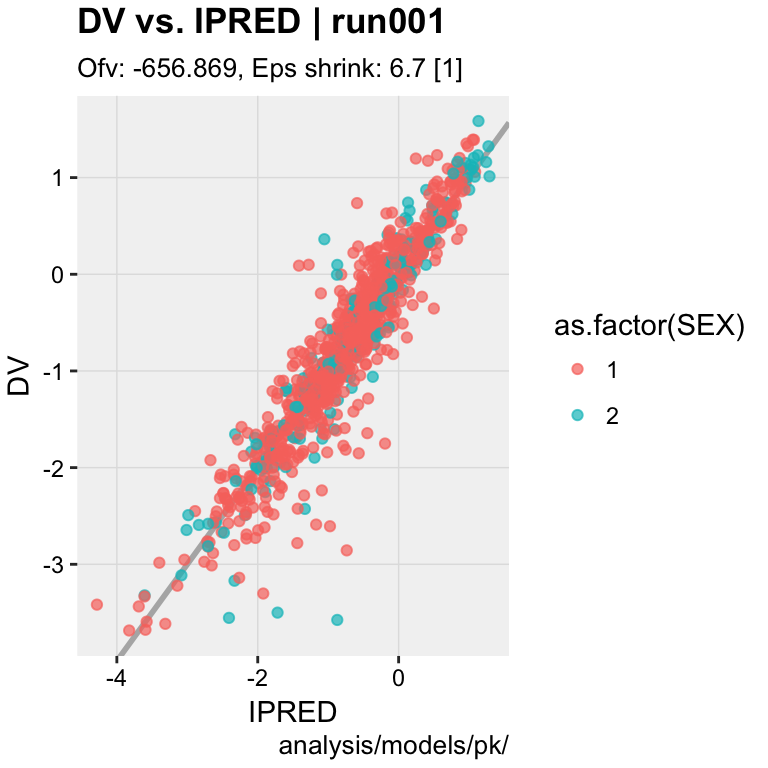 DV vs. IPRED | run001
Ofv: -656.869, Eps shrink: 6.7 [1]
1
0
-1
-2
-3
DV
-4
-2
0
IPRED
analysis/models/pk/
as.factor(SEX)
1
2